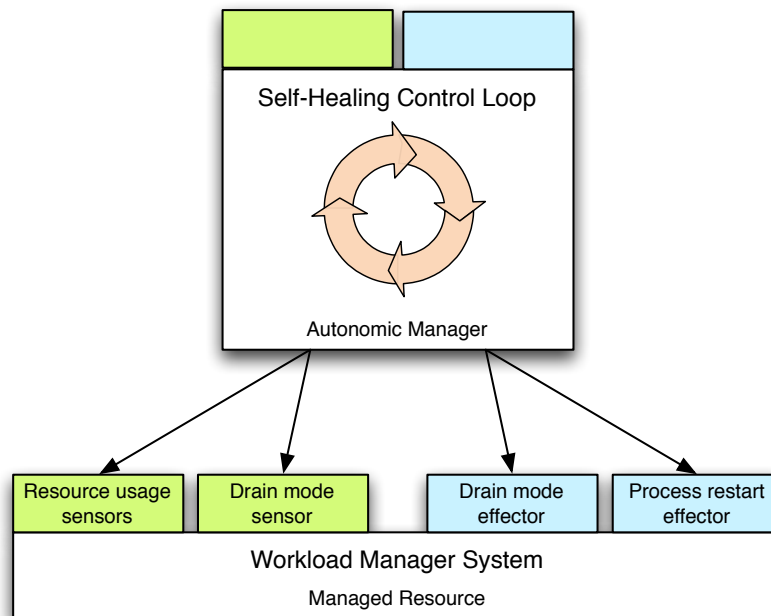 Self-Healing Control Loop
Autonomic Manager
Resource usage
sensors
Drain mode
sensor
Drain mode
effector
Process restart
effector
Workload Manager System
Managed Resource